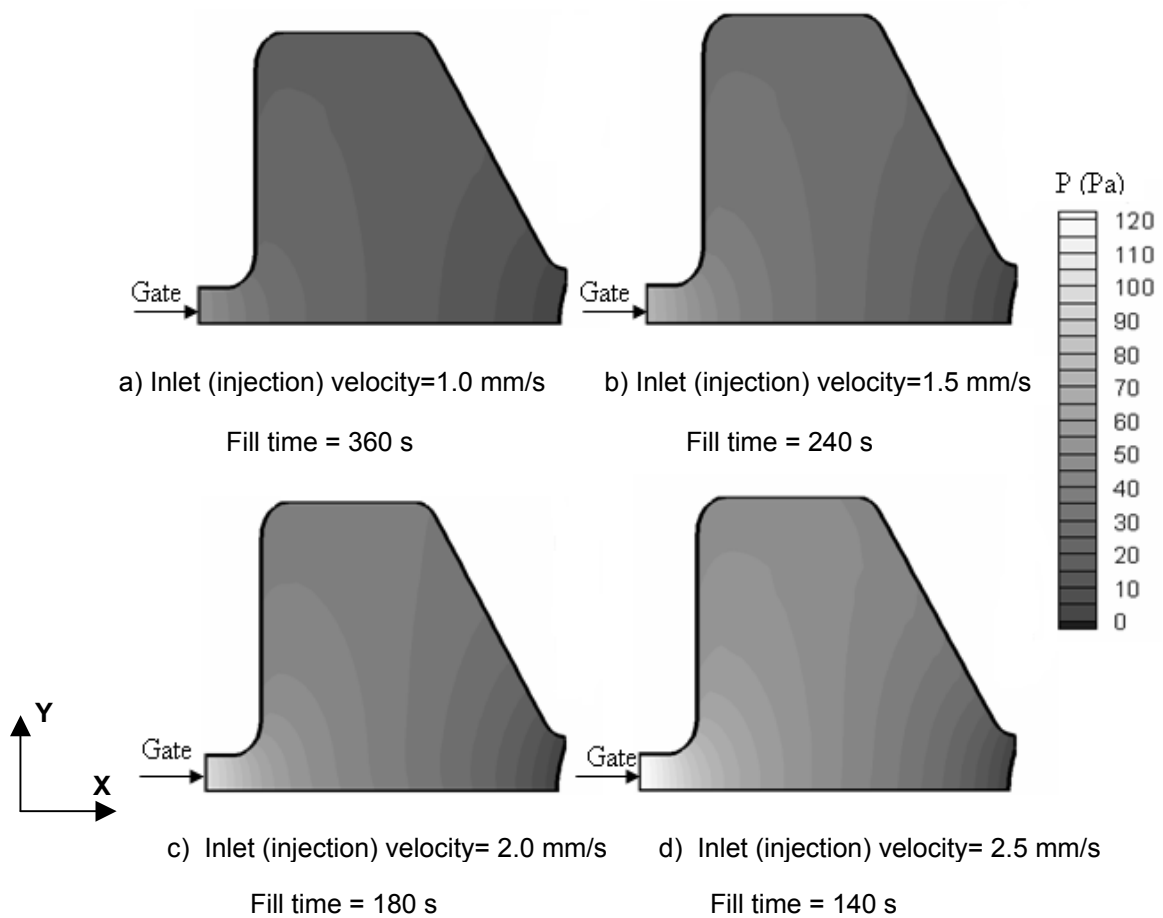 P (Pa)
120
110
100
90
80
70
60
50
40
30
20
10
0
Gate
Gate
a) Inlet (injection) velocity=1.0 mm/s
b) Inlet (injection) velocity=1.5 mm/s
Fill time = 360 s
Fill time = 240 s
Y
X
Gate
Gate
c) Inlet (injection) velocity= 2.0 mm/s
d) Inlet (injection) velocity= 2.5 mm/s
Fill time = 180 s
Fill time = 140 s